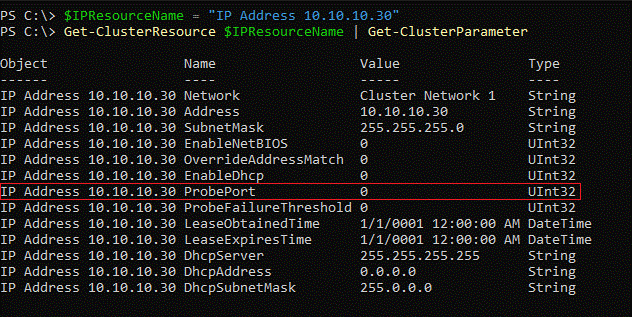 PS C:\> $IPResourceName = "IP Address 10.10.10.30"
PS C:\> Get-ClusterResource $IPResourceName | Get-ClusterParameter
Object Name Value Type
------ ---- ----- ----
IP Address 10.10.10.30 Network Cluster Network 1 String
IP Address 10.10.10.30 Address 10.10.10.30 String
IP Address 10.10.10.30 SubnetMask 255.255.255.0 String
IP Address 10.10.10.30 EnableNetBIOS 0 UInt32
IP Address 10.10.10.30 OverrideAddressMatch 0 UInt32
IP Address 10.10.10.30 EnableDhcp 0 UInt32
IP Address 10.10.10.30 ProbePort 0 UInt32
IP Address 10.10.10.30 ProbeFailureThreshold 0 UInt32
IP Address 10.10.10.30 LeaseObtainedTime 1/1/0001 12:00:00 AM DateTime
IP Address 10.10.10.30 LeaseExpiresTime 1/1/0001 12:00:00 AM DateTime
IP Address 10.10.10.30 DhcpServer 255.255.255.255 String
IP Address 10.10.10.30 DhcpAddress 0.0.0.0 String
IP Address 10.10.10.30 DhcpSubnetMask 255.0.0.0 String